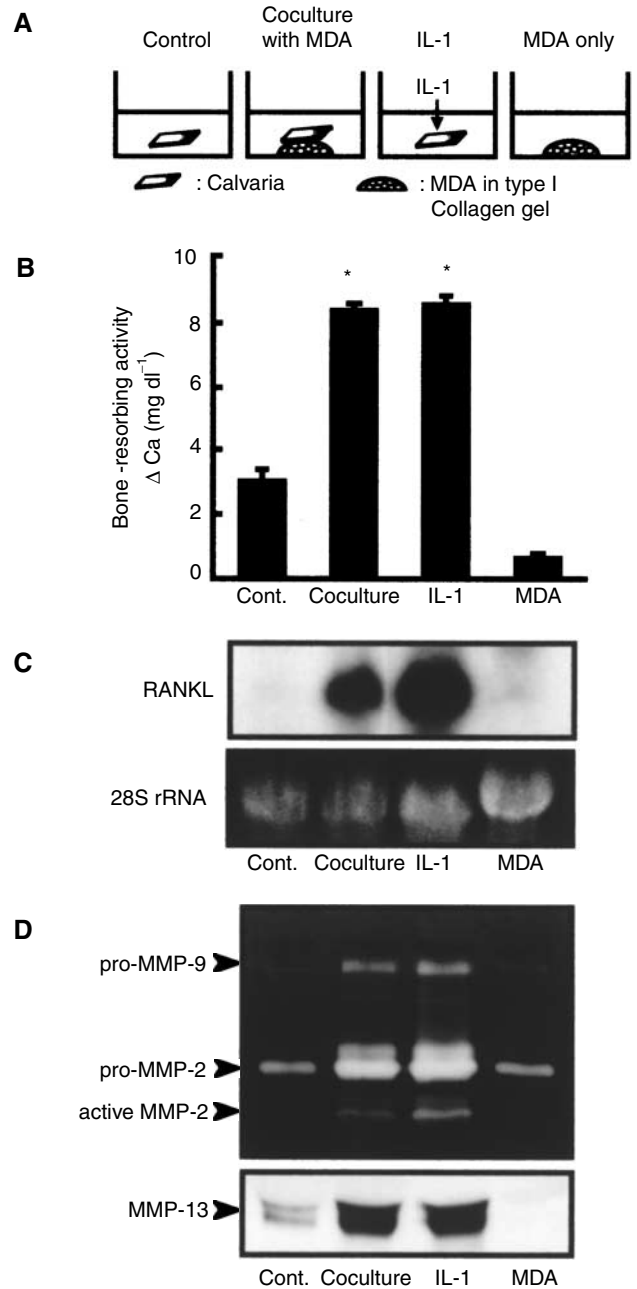 A
Control
Coculture
with MDA
IL-1
MDA only
IL-1
: Calvaria
: MDA in type I
Collagen gel
B
Bone -resorbing activity
Δ Ca (mg dl⁻¹)
10
8
6
4
2
0
* *
Cont. Coculture IL-1 MDA
C
RANKL
28S rRNA
Cont. Coculture IL-1 MDA
D
pro-MMP-9
pro-MMP-2
active MMP-2
MMP-13
Cont. Coculture IL-1 MDA